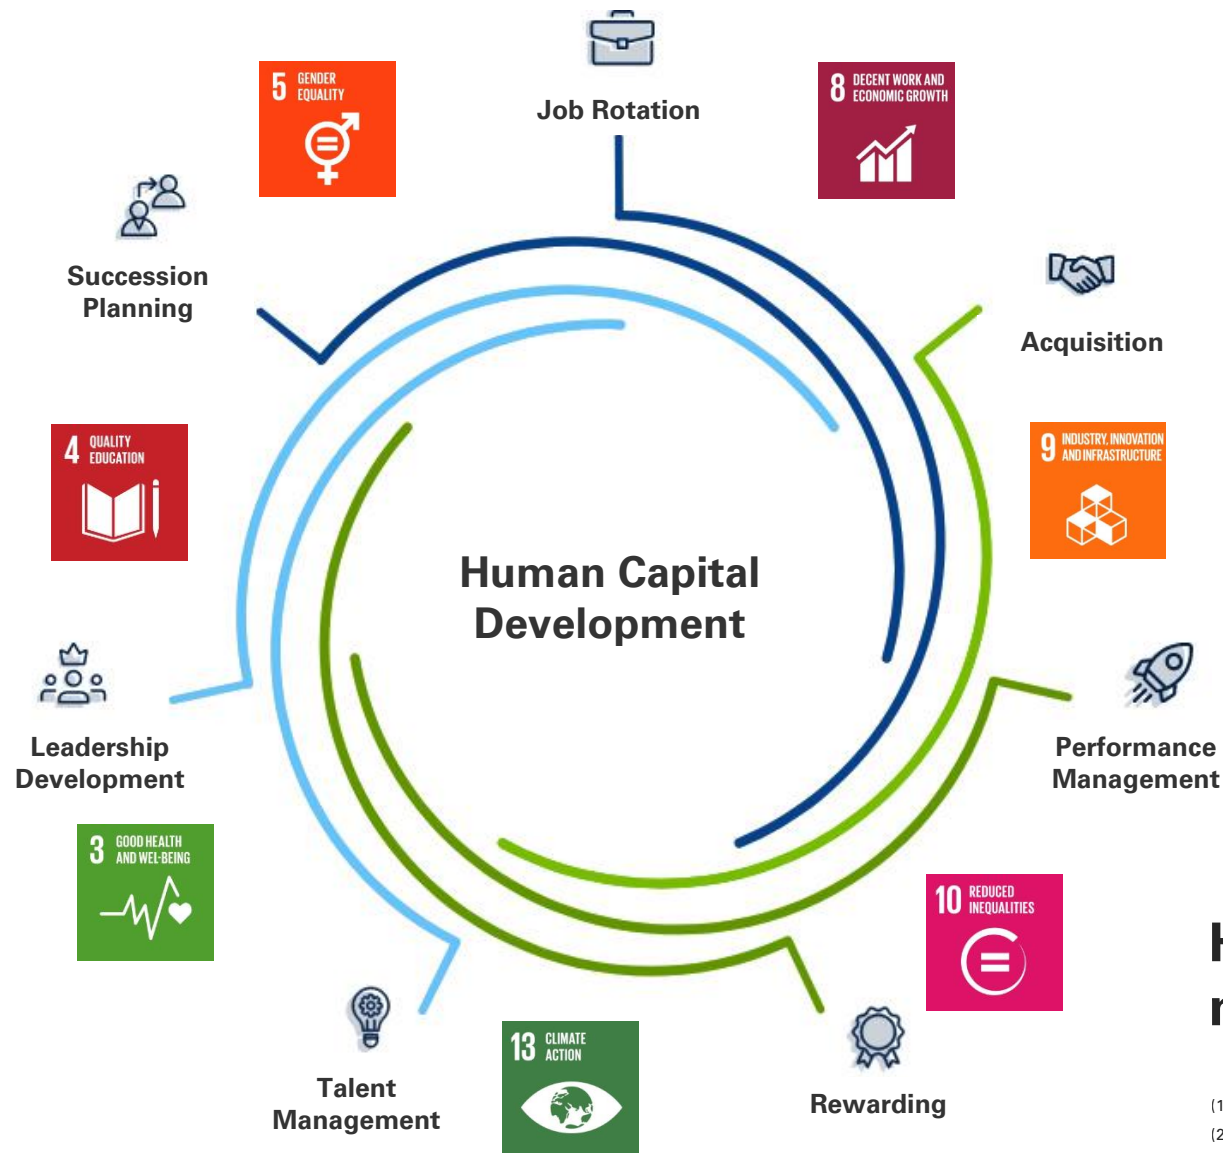 Job Rotation
5 GENDER
EQUALITY
8 DECENT WORK AND
ECONOMIC GROWTH
Succession
Planning
Acquisition
4 QUALITY
EDUCATION
9 INDUSTRY, INNOVATION
AND INFRASTRUCTURE
Human Capital
Development
Leadership
Development
Performance
Management
3 GOOD HEALTH
AND WEL-BEING
10 REDUCED
INEQUALITIES
Talent
Management
13 CLIMATE
ACTION
Rewarding
(1
(2